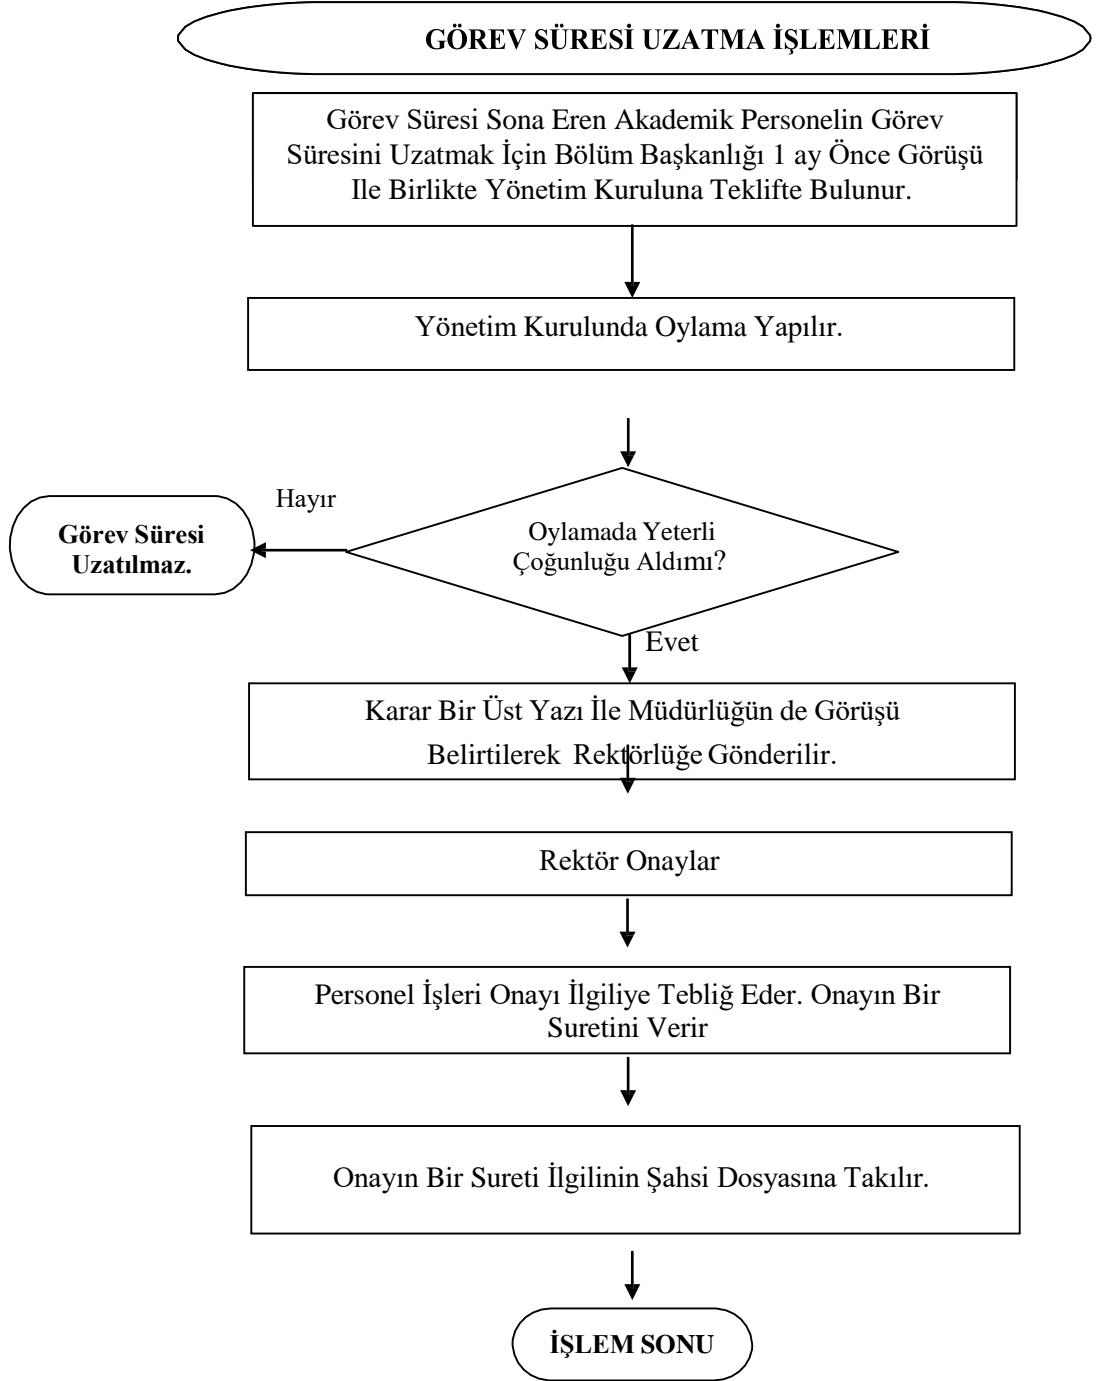 GÖREV SÜRESİ UZATMA İŞLEMLERİ
Görev Süresi Sona Eren Akademik Personelin Görev
Süresini Uzatmak İçin Bölüm Başkanlığı 1 ay Önce Görüşü
Ile Birlikte Yönetim Kuruluna Teklifte Bulunur.
Yönetim Kurulunda Oylama Yapılır.
Oylamada Yeterli
Çoğunluğu Aldımı?
Hayır
Görev Süresi
Uzatılmaz.
Evet
Karar Bir Üst Yazı İle Müdürlüğün de Görüşü
Belirtilerek Rektörlüğe Gönderilir.
Rektör Onaylar
Personel İşleri Onayı İlgiliye Tebliğ Eder. Onayın Bir
Suretini Verir
Onayın Bir Sureti İlgilinin Şahsi Dosyasına Takılır.
İŞLEM SONU